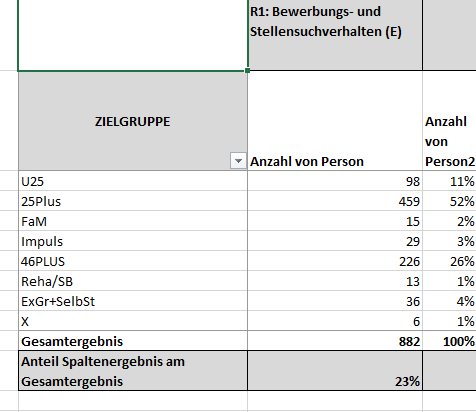 R1: Bewerbungs- und
Stellensuchverhalten (E)
ZIELGRUPPE
Anzahl von Person
Anzahl
von
Person2
U25 98 11%
25Plus 459 52%
FaM 15 2%
Impuls 29 3%
46PLUS 226 26%
Reha/SB 13 1%
ExGr+SelbSt 36 4%
X 6 1%
Gesamtergebnis 882 100%
Anteil Spaltenergebnis am
Gesamtergebnis 23%